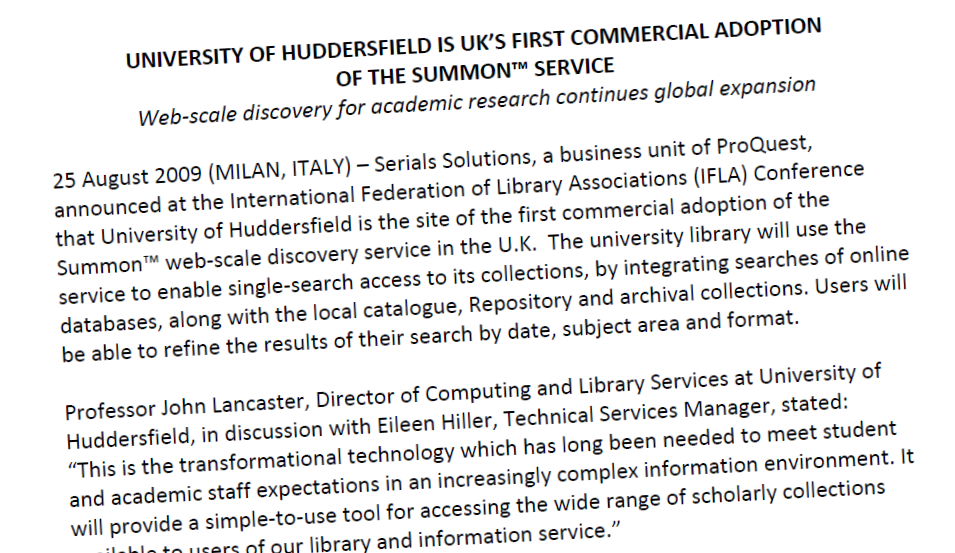 UNIVERSITY OF HUDDERSFIELD IS UK'S FIRST COMMERCIAL ADOPTION
OF THE SUMMON™ SERVICE
Web-scale discovery for academic research continues global expansion
25 August 2009 (MILAN, ITALY) – Serials Solutions, a business unit of ProQuest,
announced at the International Federation of Library Associations (IFLA) Conference
that University of Huddersfield is the site of the first commercial adoption of the
Summon™ web-scale discovery service in the U.K.  The university library will use the
service to enable single-search access to its collections, by integrating searches of online
databases, along with the local catalogue, Repository and archival collections. Users will
be able to refine the results of their search by date, subject area and format.
Professor John Lancaster, Director of Computing and Library Services at University of
Huddersfield, in discussion with Eileen Hiller, Technical Services Manager, stated:
“This is the transformational technology which has long been needed to meet student
and academic staff expectations in an increasingly complex information environment. It
will provide a simple-to-use tool for accessing the wide range of scholarly collections
to users of our library and information service.”